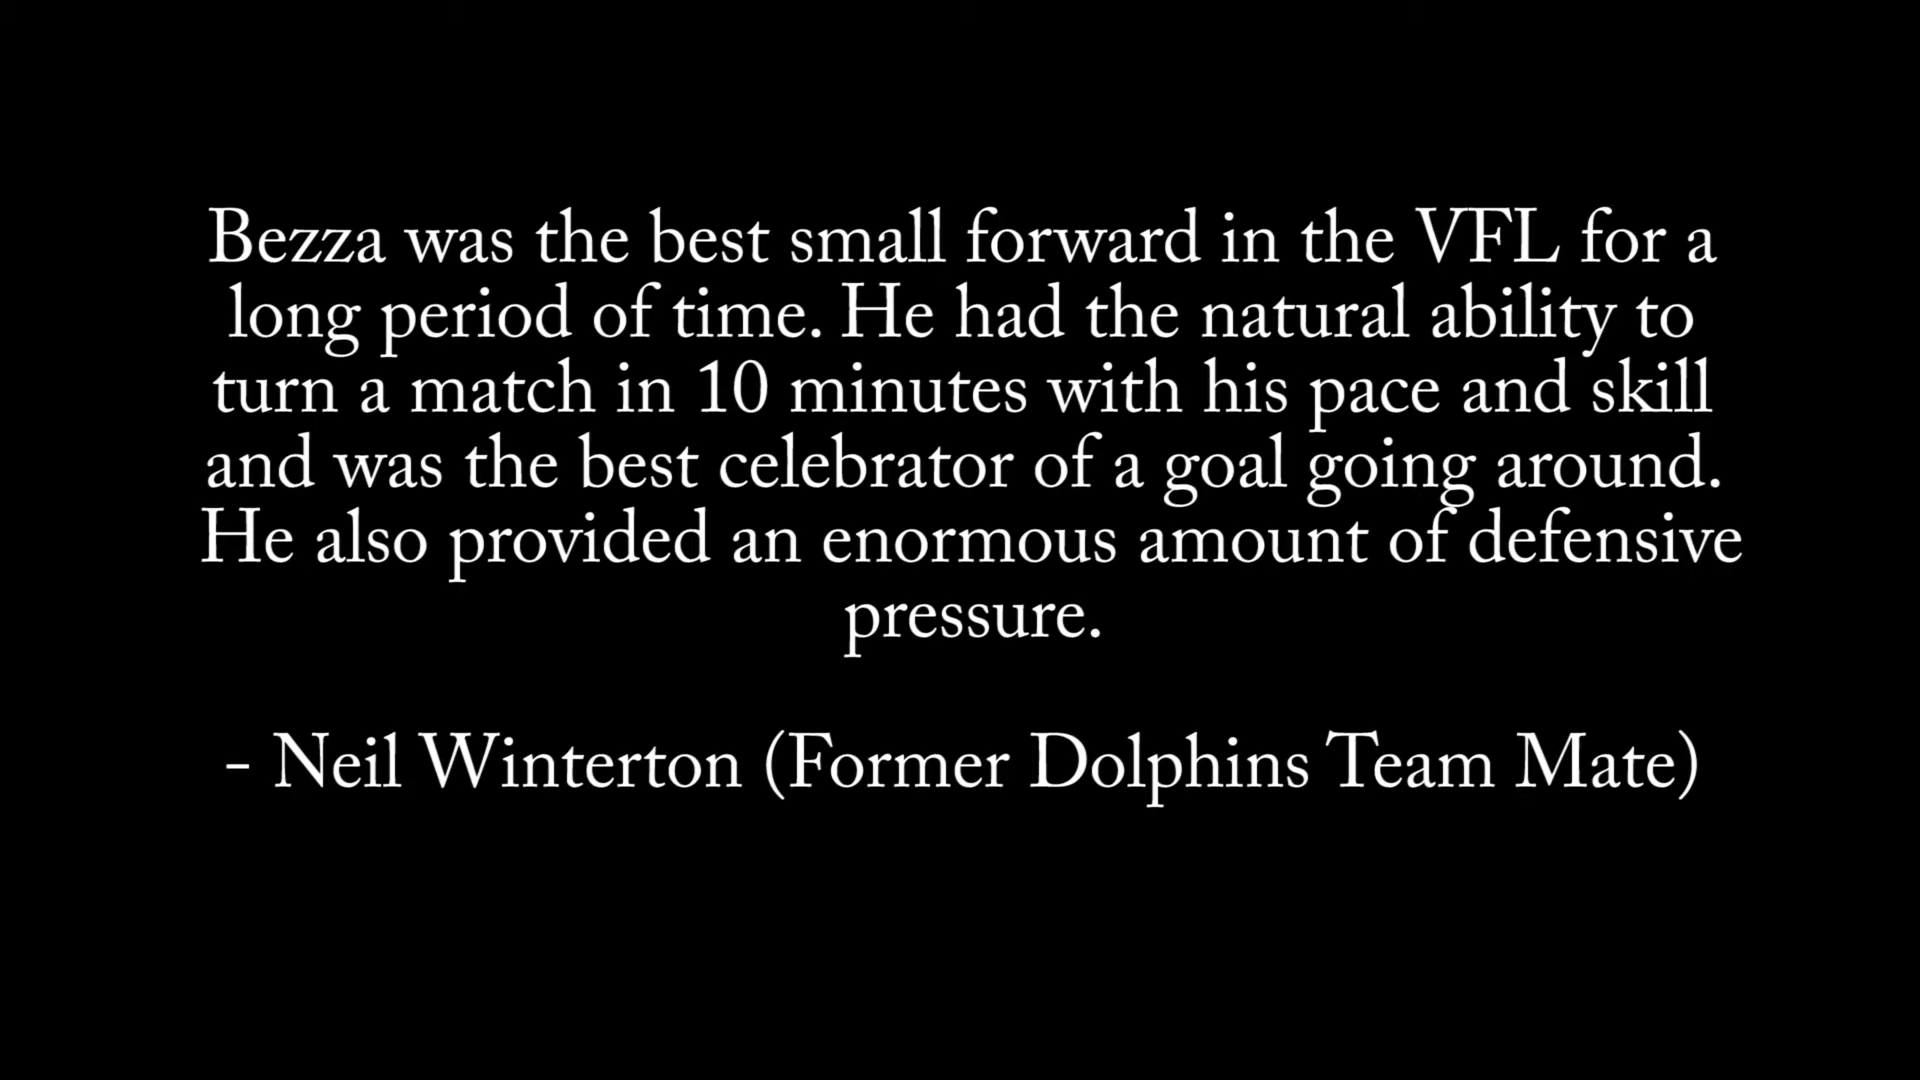 Bezza was the best small forward in the VFL for a
long period of time. He had the natural ability to
turn a match in 10 minutes with his pace and skill
and was the best celebrator of a goal going around.
He also provided an enormous amount of defensive
pressure.
- Neil Winterton (Former Dolphins Team Mate)